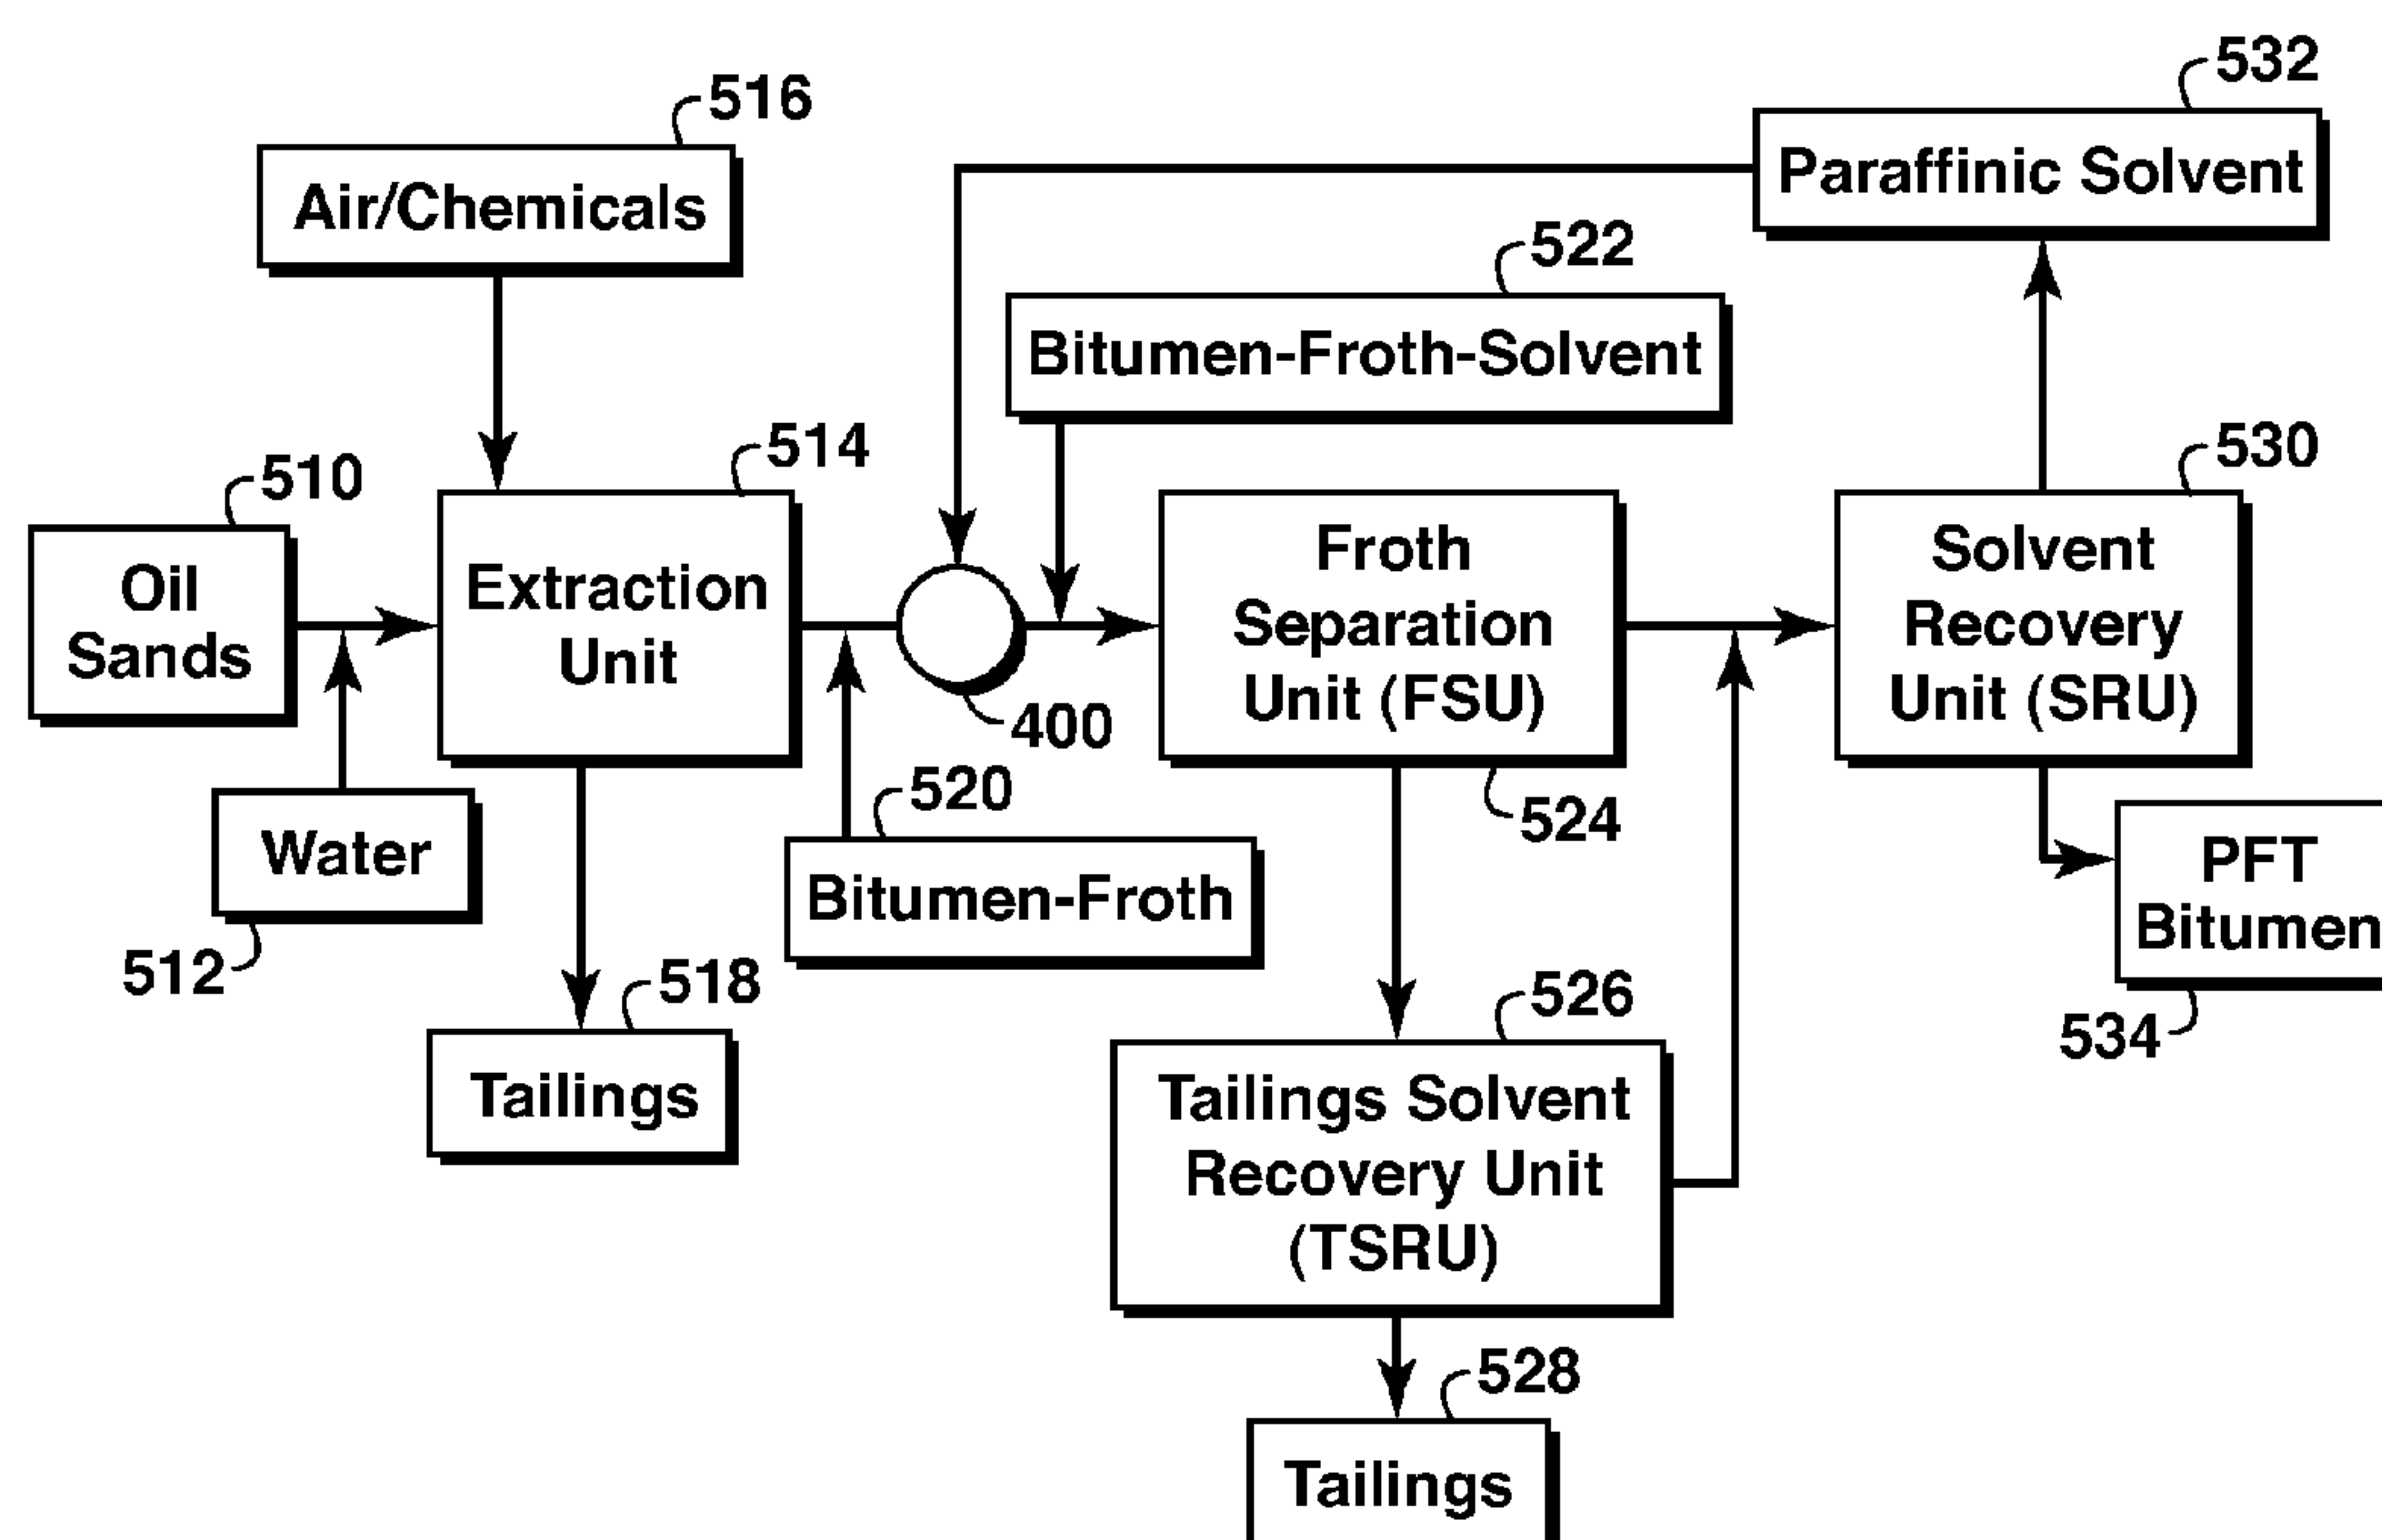 532
516
Paraffinic Solvent
Air/Chemicals
522
Bitumen-Froth-Solvent
514
530
510
Oil
Sands
Extraction
Unit
Froth
Separation
Unit (FSU)
Solvent
Recovery
Unit (SRU)
400
520
524
Water
Bitumen-Froth
PFT
Bitumen
512
518
526
534
Tailings
Tailings Solvent
Recovery Unit
(TSRU)
528
Tailings